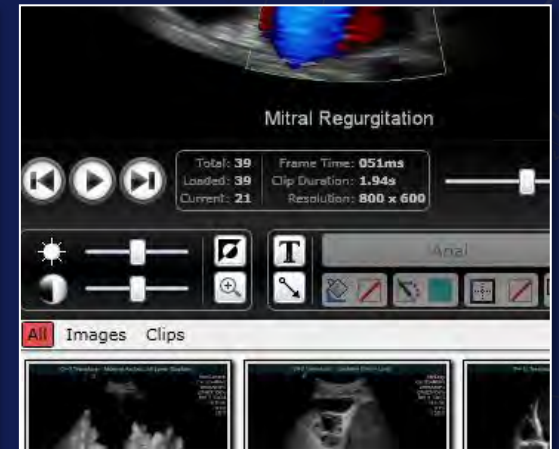 Mitral Regurgitation
Total: 39 Frame Time: 051ms
Loaded: 39 Clip Duration: 1.94s
Current: 21 Resolution: 800 x 600
T Arial
All Images Clips